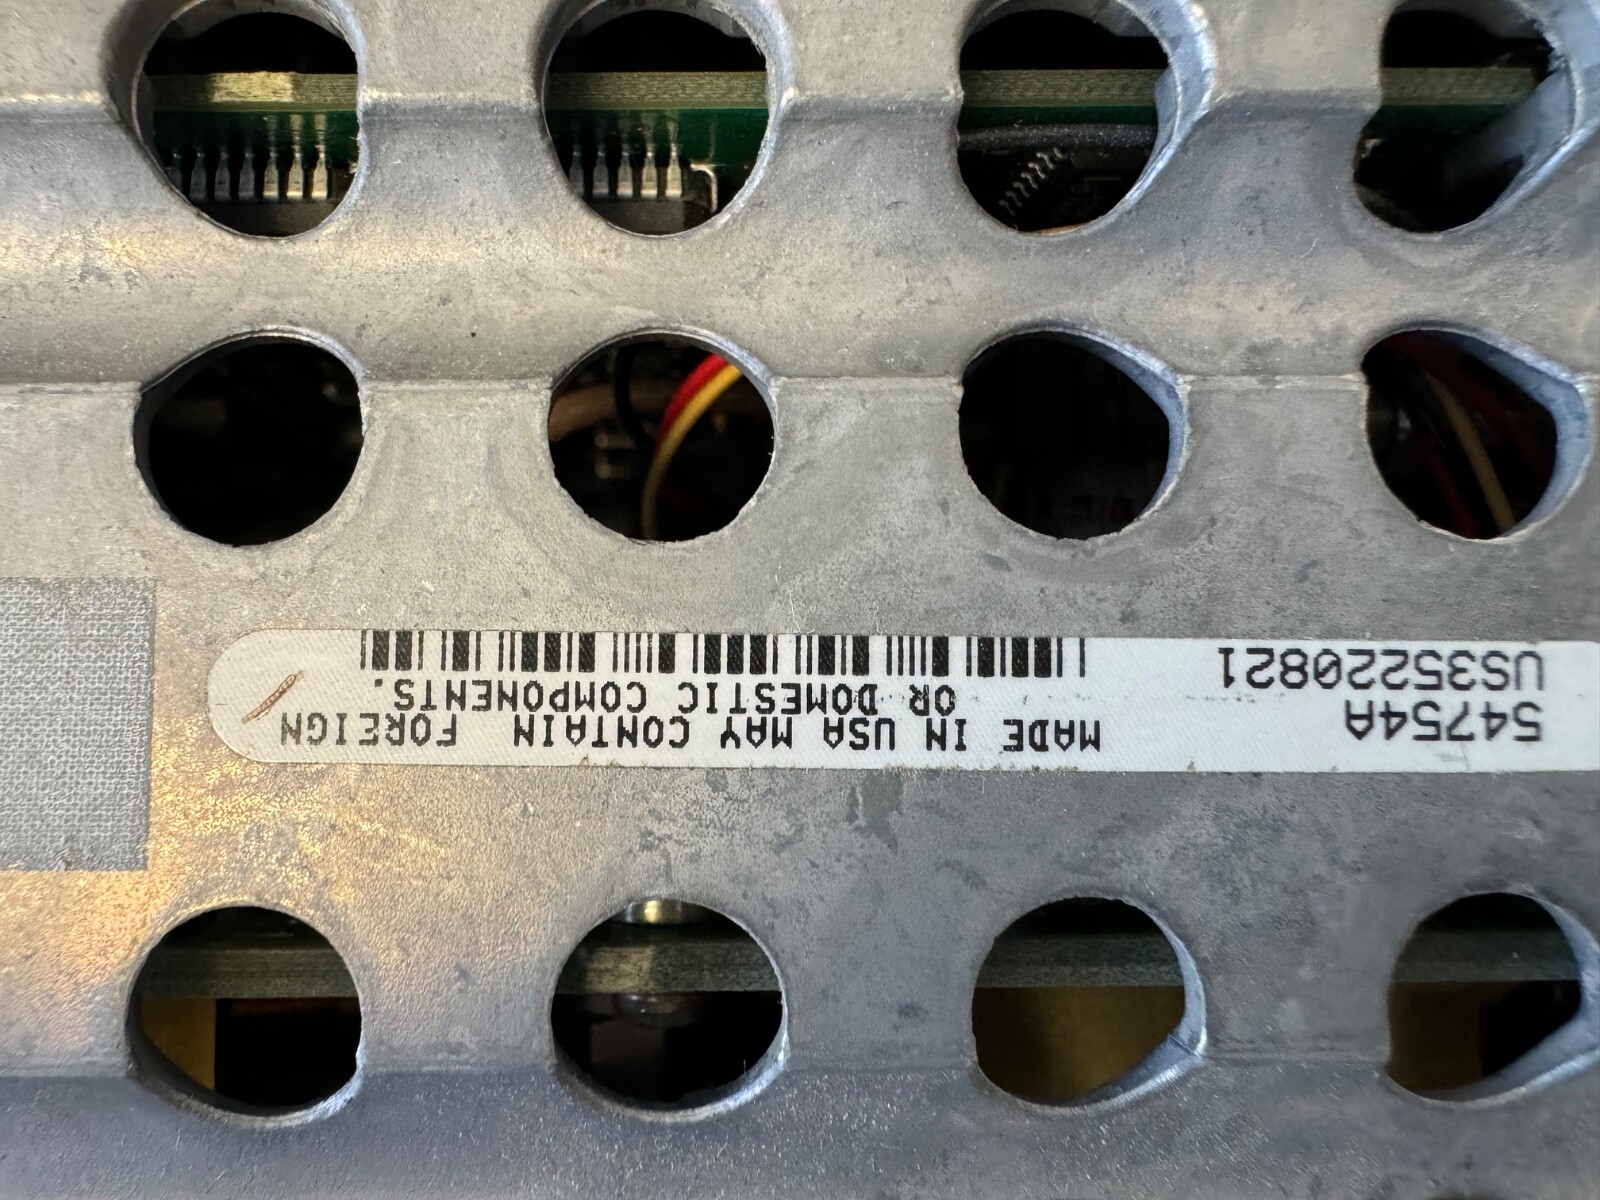 54754A
US35220821
MADE IN USA MAY CONTAIN FOREIGN
OR DOMESTIC COMPONENTS.